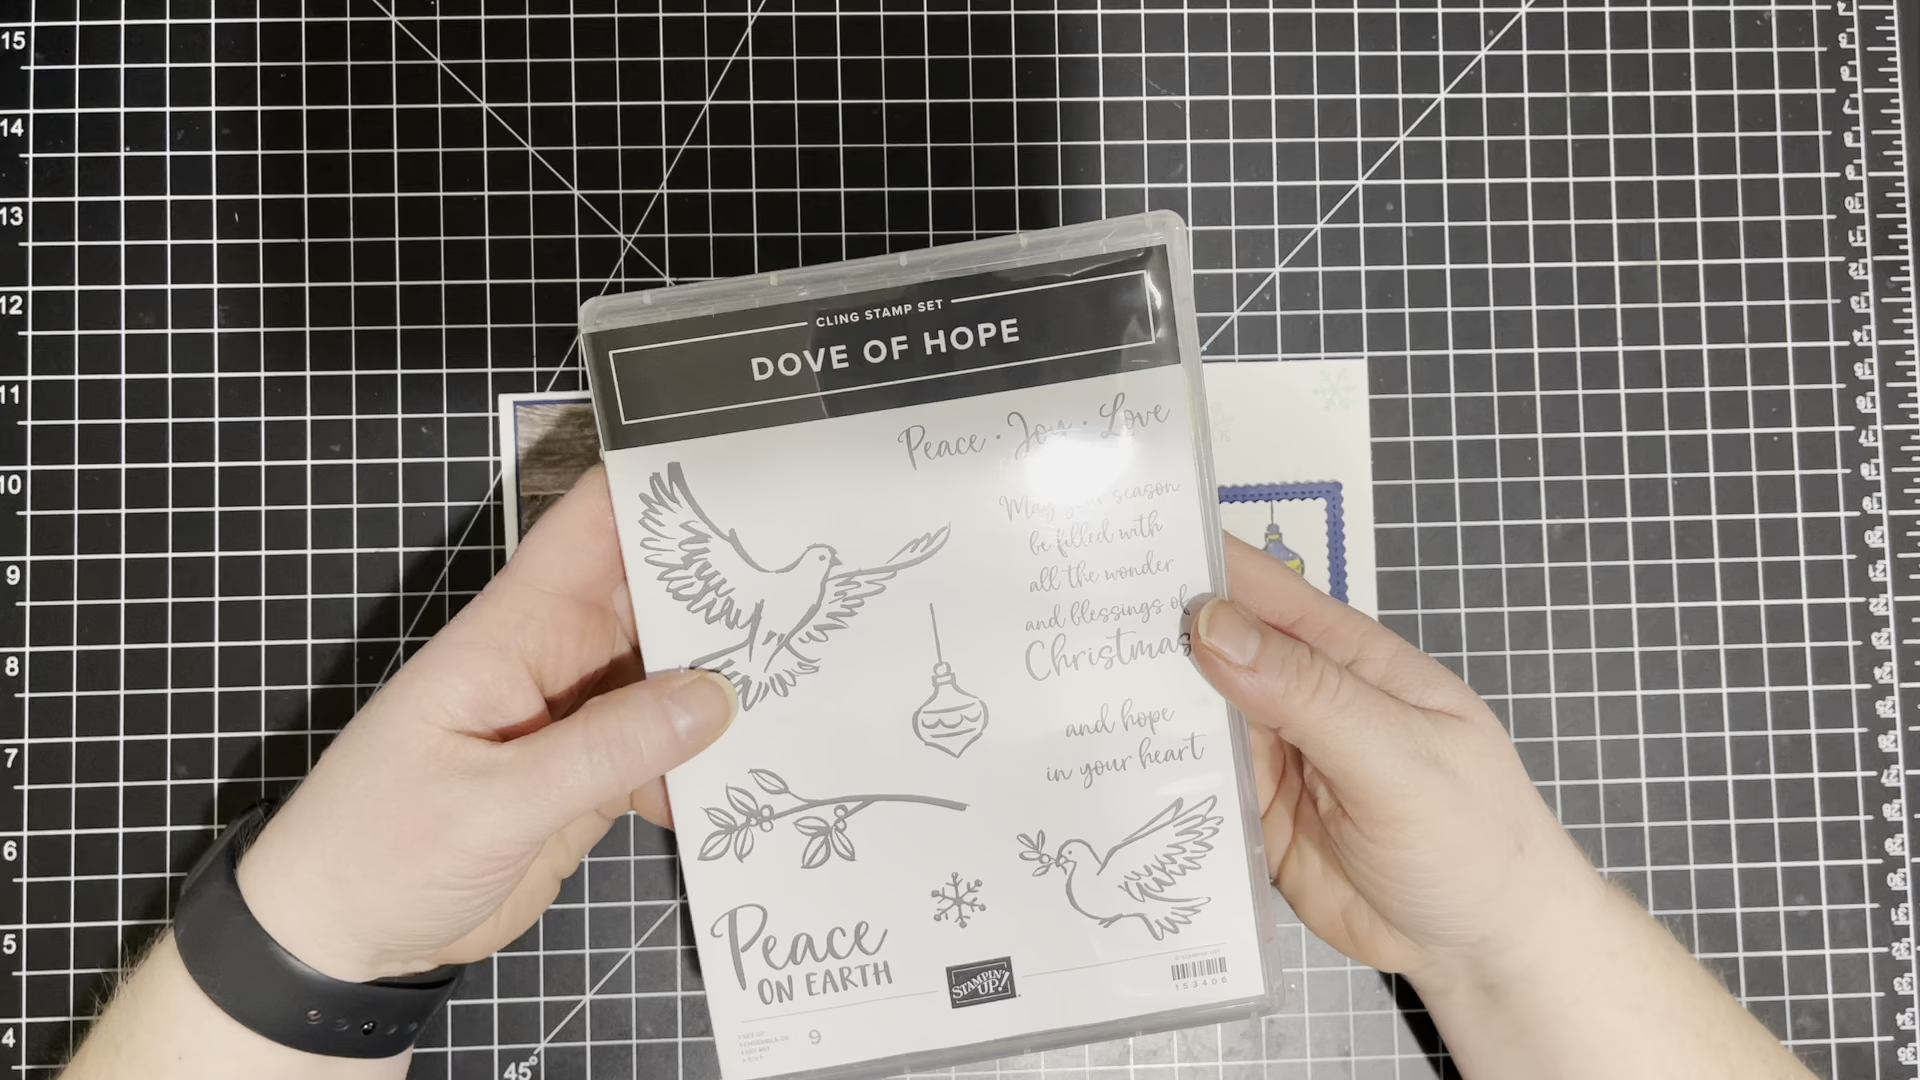 CLING STAMP SET
DOVE OF HOPE
Peace · Joy · Love
May your season
be filled with
all the wonder
and blessings of
Christmas
and hope
in your heart
Peace
ON EARTH
STAMPIN'
UP!
153406
9
15
14
13
12
11
10
9
8
7
6
5
4
45°